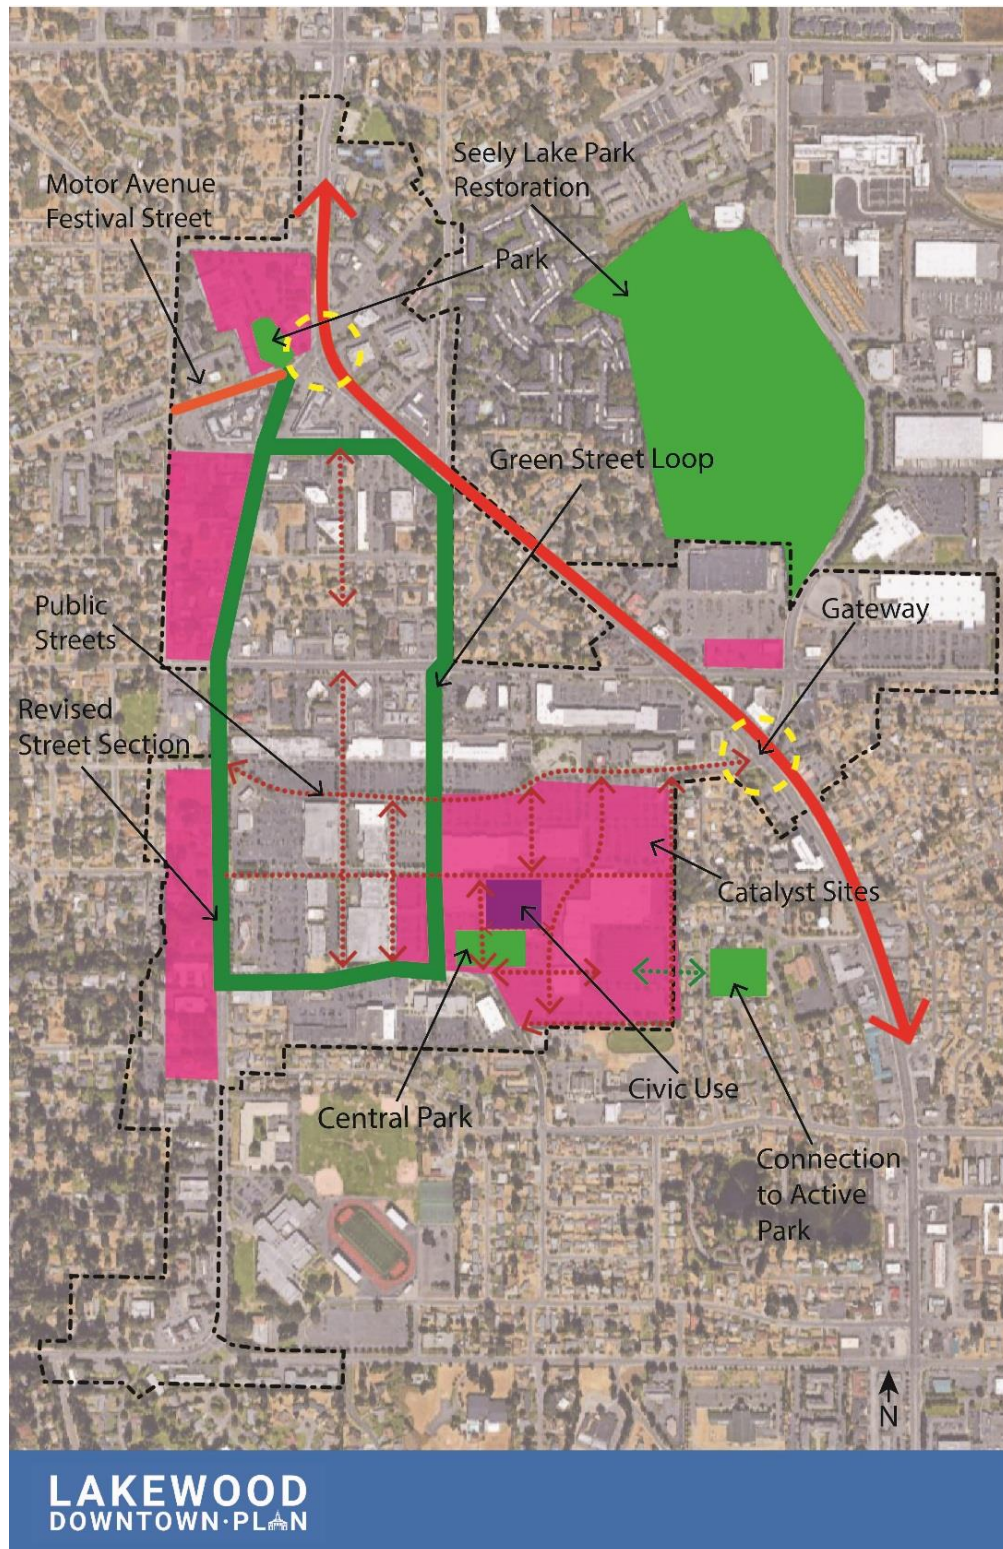 Seely Lake Park
Restoration
Motor Avenue
Festival Street
Park
Green Street Loop
Public
Streets
Gateway
Revised
Street Section
Catalyst Sites
Civic Use
Central Park
Connection
to Active
Park
N
LAKEWOOD
DOWNTOWN·PLAN